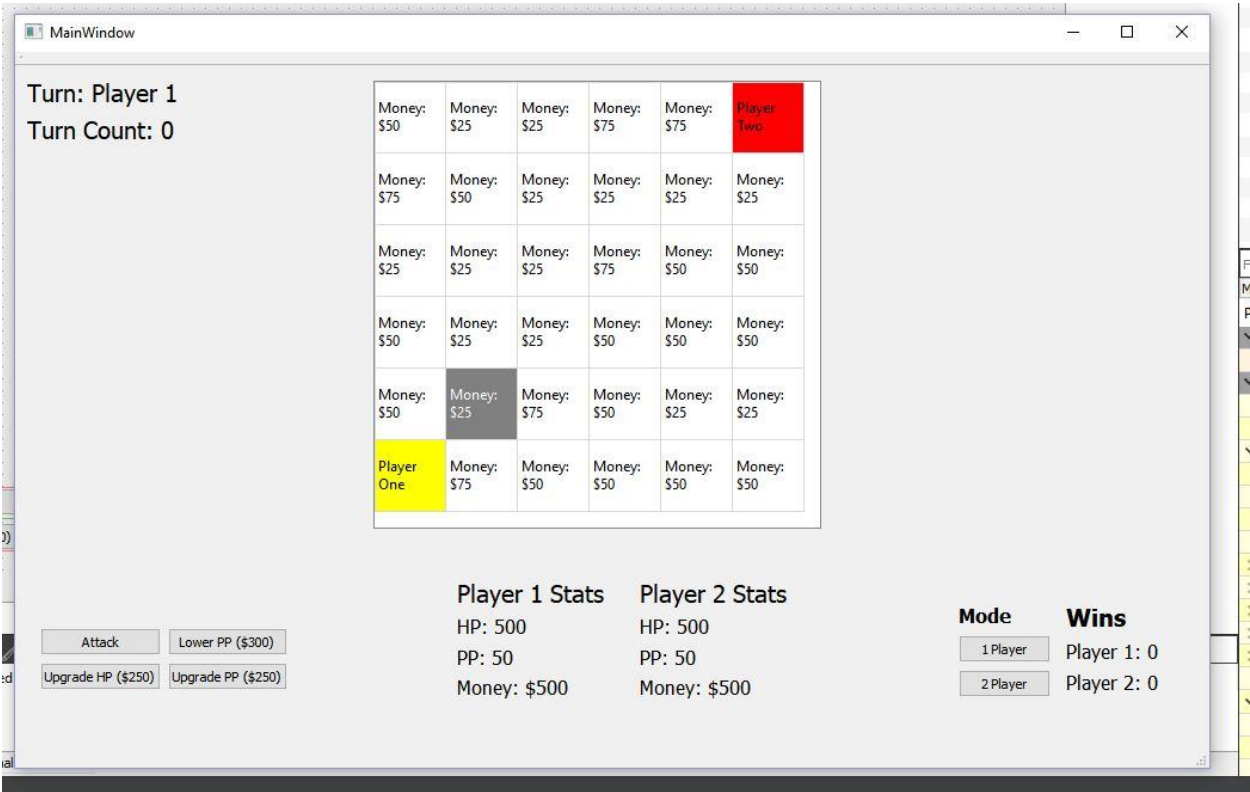 MainWindow
Turn: Player 1
Turn Count: 0
Money: Money: Money: Money: Money: Player
$50 $25 $25 $75 $75 Two
Money: Money: Money: Money: Money: Money:
$75 $50 $25 $25 $25 $25
Money: Money: Money: Money: Money: Money:
$25 $25 $25 $75 $50 $50
Money: Money: Money: Money: Money: Money:
$50 $25 $25 $50 $50 $50
Money: Money: Money: Money: Money: Money:
$50 $25 $75 $50 $25 $25
Player Money: Money: Money: Money: Money:
One $75 $50 $50 $50 $50
Attack Lower PP ($300)
Upgrade HP ($250) Upgrade PP ($250)
Player 1 Stats
HP: 500
PP: 50
Money: $500
Player 2 Stats
HP: 500
PP: 50
Money: $500
Mode
1 Player
2 Player
Wins
Player 1: 0
Player 2: 0